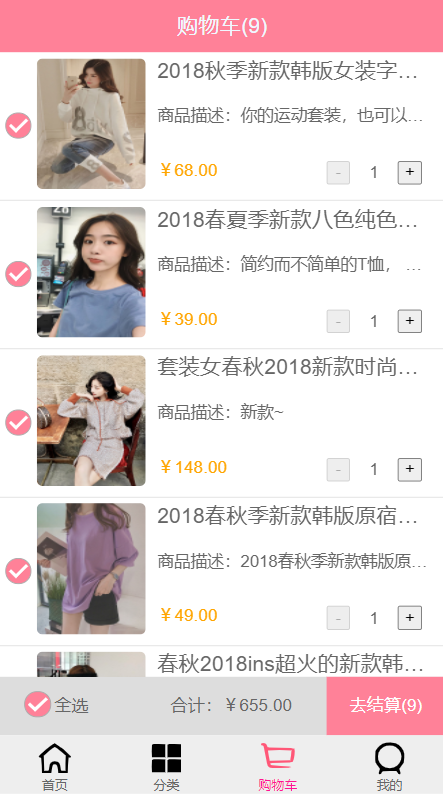 购物车(9)
2018秋季新款韩版女装字…
商品描述：你的运动套装，也可以…
￥68.00
- 1 +
2018春夏季新款八色纯色…
商品描述：简约而不简单的T恤， …
￥39.00
- 1 +
套装女春秋2018新款时尚…
商品描述：新款~
￥148.00
- 1 +
2018春秋季新款韩版原宿…
商品描述：2018春秋季新款韩版原…
￥49.00
- 1 +
春秋2018ins超火的新款韩…
全选 合计：￥655.00 去结算(9)
首页 分类 购物车 我的